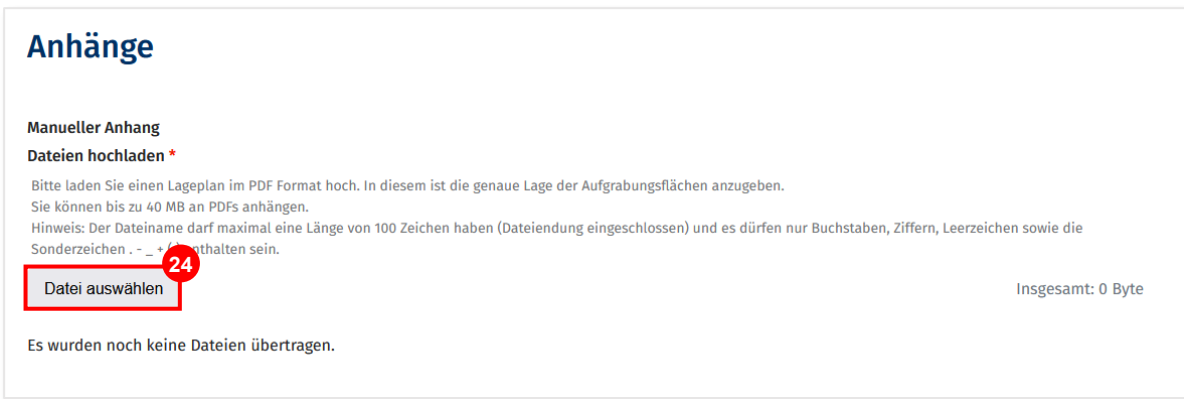 Anhänge
Manueller Anhang
Dateien hochladen *
Bitte laden Sie einen Lageplan im PDF Format hoch. In diesem ist die genaue Lage der Aufgrabungsflächen anzugeben.
Sie können bis zu 40 MB an PDFs anhängen.
Hinweis: Der Dateiname darf maximal eine Länge von 100 Zeichen haben (Dateiendung eingeschlossen) und es dürfen nur Buchstaben, Ziffern, Leerzeichen sowie die
Sonderzeichen . - _ + ( ) enthalten sein.
24
Datei auswählen
Insgesamt: 0 Byte
Es wurden noch keine Dateien übertragen.